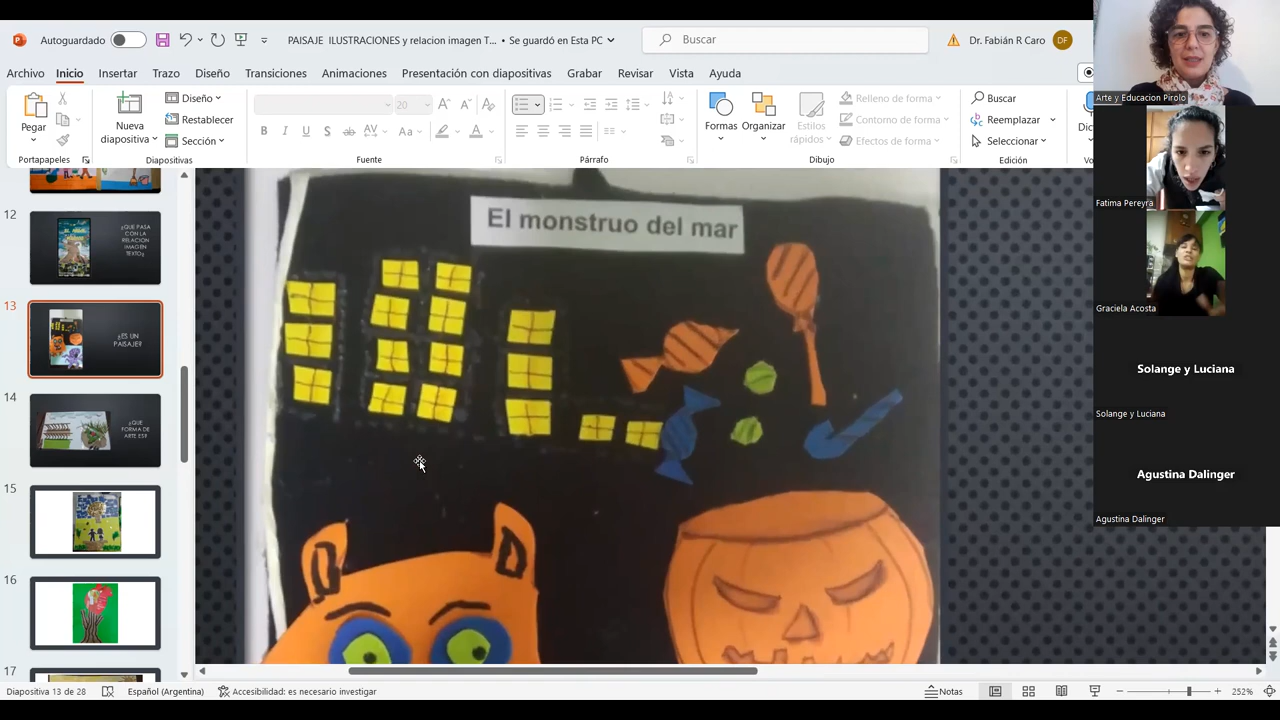 Autoguardado
PAISAJE ILUSTRACIONES y relacion imagen T... • se guardó en Esta PC
Buscar
Dr. Fabián R Caro
DF
Archivo Inicio Insertar Trazo Diseño Transiciones Animaciones Presentación con diapositivas Grabar Revisar Vista Ayuda
Pegar
Portapapeles
Nueva
diapositiva
Diseño
Restablecer
Sección
Diapositivas
20
Fuente
Párrafo
Formas
Organizar
Estilos
rápidos
Relleno de forma
Contorno de forma
Efectos de forma
Dibujo
Buscar
Reemplazar
Seleccionar
Edición
Dic
Vo
Arte y Educacion Pirolo
Fatima Pereyra
Graciela Acosta
Solange y Luciana
Solange y Luciana
Agustina Dalinger
Agustina Dalinger
12
¿QUE PASA
CON LA
RELACION
IMAGEN
TEXTO?
13
¿ES UN
PAISAJE?
14
¿QUE
FORMA DE
ARTE ES?
15
16
17
El monstruo del mar
Diapositiva 13 de 28
Español (Argentina)
Accesibilidad: es necesario investigar
Notas
252%